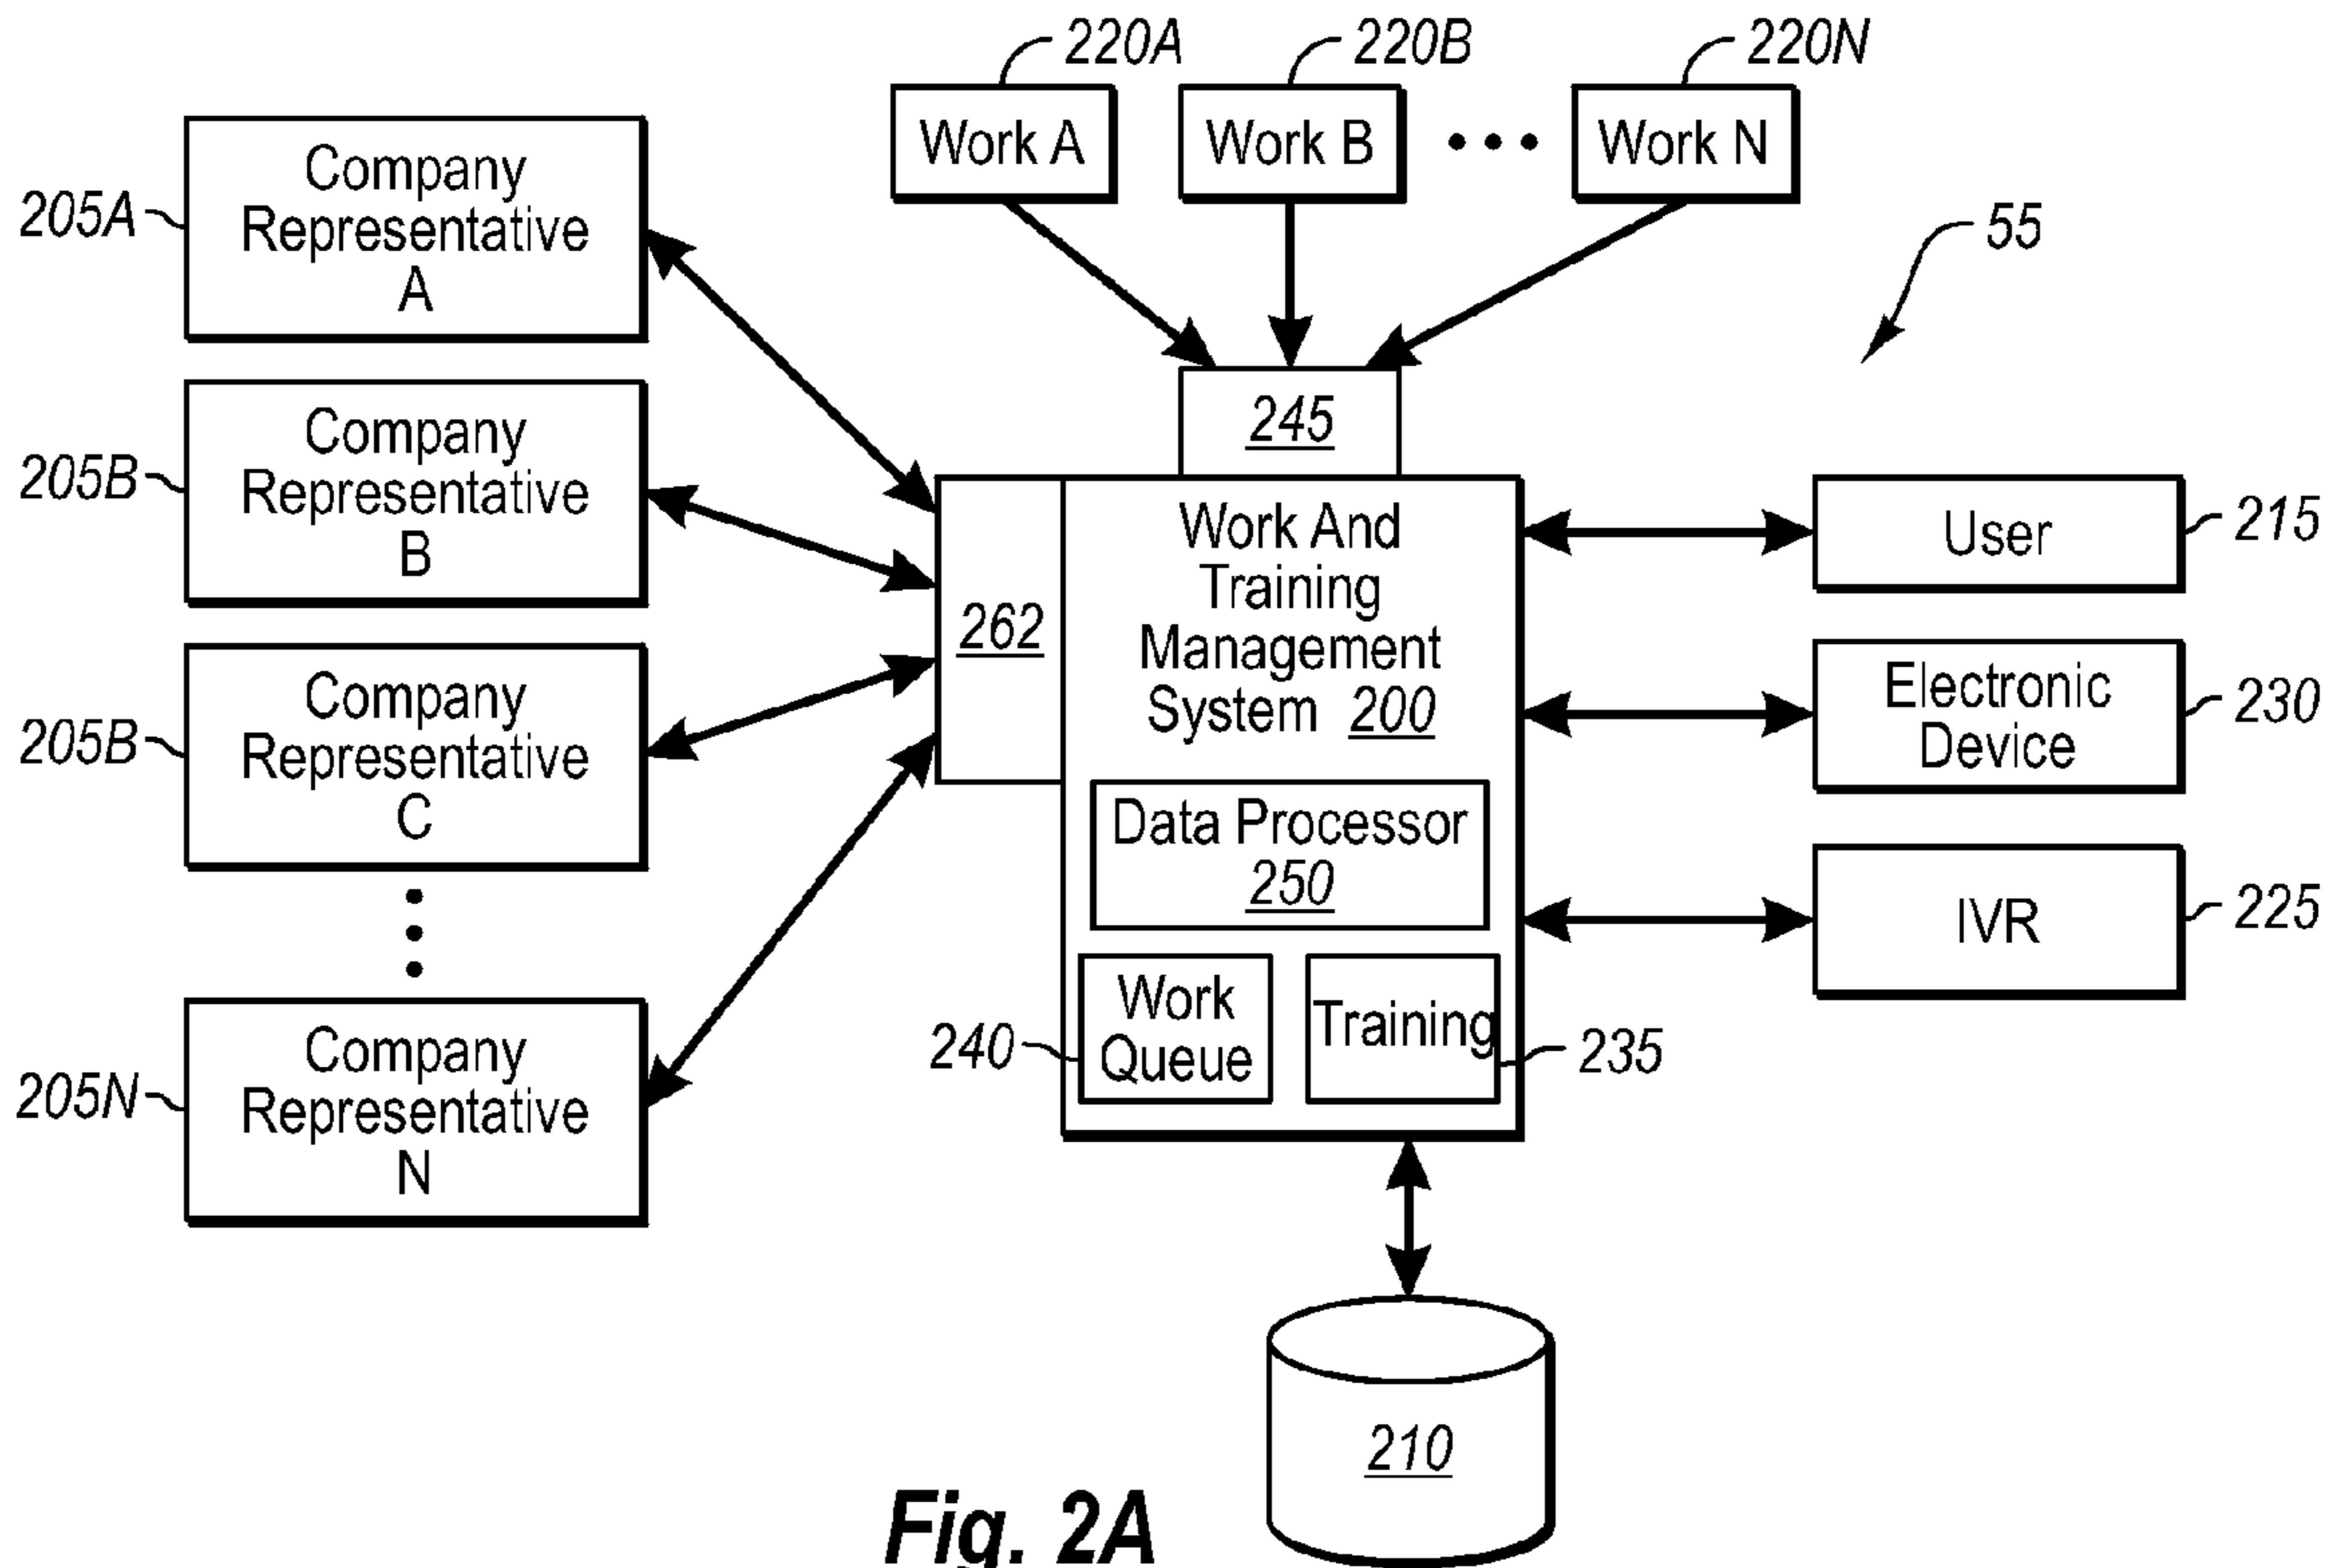 220A
220B
220N
Work A
Work B
Work N
55
205A
Company
Representative
A
205B
Company
Representative
B
205B
Company
Representative
C
205N
Company
Representative
N
245
262
Work And
Training
Management
System 200
Data Processor
250
Work
Queue
240
Training
235
User
215
Electronic
Device
230
IVR
225
210
Fig. 2A